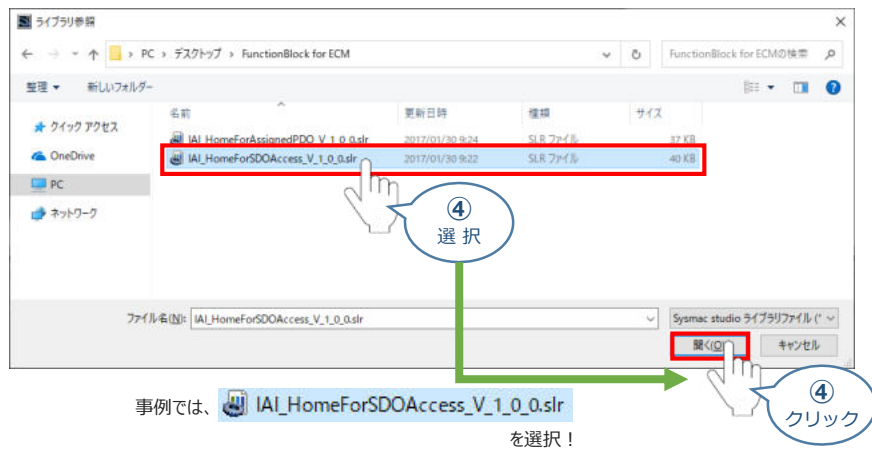 ライブラリ参照
PC › デスクトップ › FunctionBlock for ECM
FunctionBlock for ECMの検索
整理 新しいフォルダー
名前 更新日時 種類 サイズ
クイック アクセス
OneDrive
PC
ネットワーク
IAI_HomeForAssignedPDO_V_1_0_0.slr 2017/01/30 9:24 SLR ファイル 37 KB
IAI_HomeForSDOAccess_V_1_0_0.slr 2017/01/30 9:22 SLR ファイル 40 KB
④
選 択
ファイル名(N): IAI_HomeForSDOAccess_V_1_0_0.slr
Sysmac studio ライブラリファイル (*
開く(O) キャンセル
④
クリック
事例では、 IAI_HomeForSDOAccess_V_1_0_0.slr
を選択！